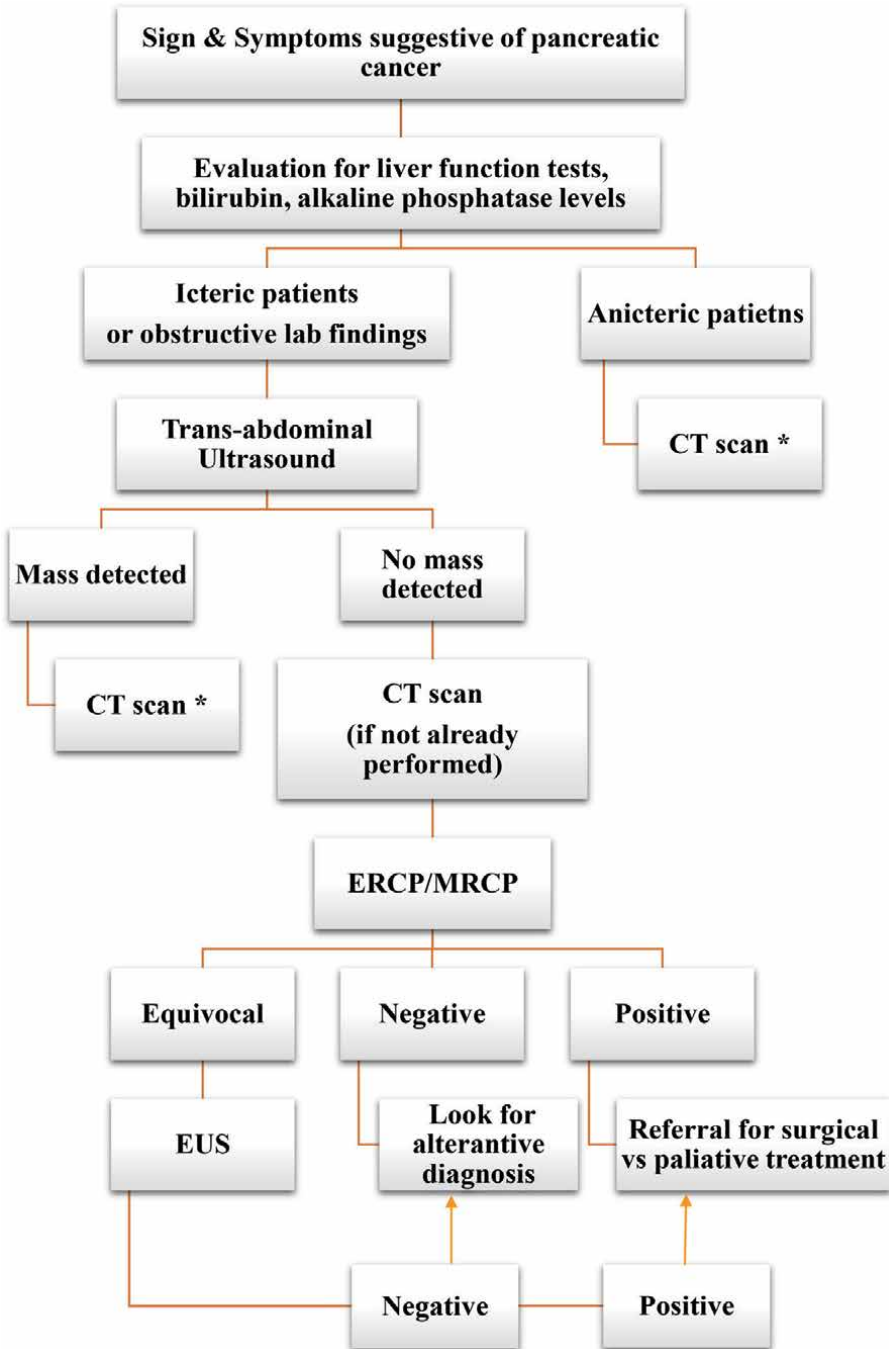 Sign & Symptoms suggestive of pancreatic
cancer
Evaluation for liver function tests,
bilirubin, alkaline phosphatase levels
Icteric patients
or obstructive lab findings
Anicteric patietns
Trans-abdominal
Ultrasound
CT scan *
Mass detected
No mass
detected
CT scan *
CT scan
(if not already
performed)
ERCP/MRCP
Equivocal
Negative
Positive
EUS
Look for
alterantive
diagnosis
Referral for surgical
vs paliative treatment
Negative
Positive